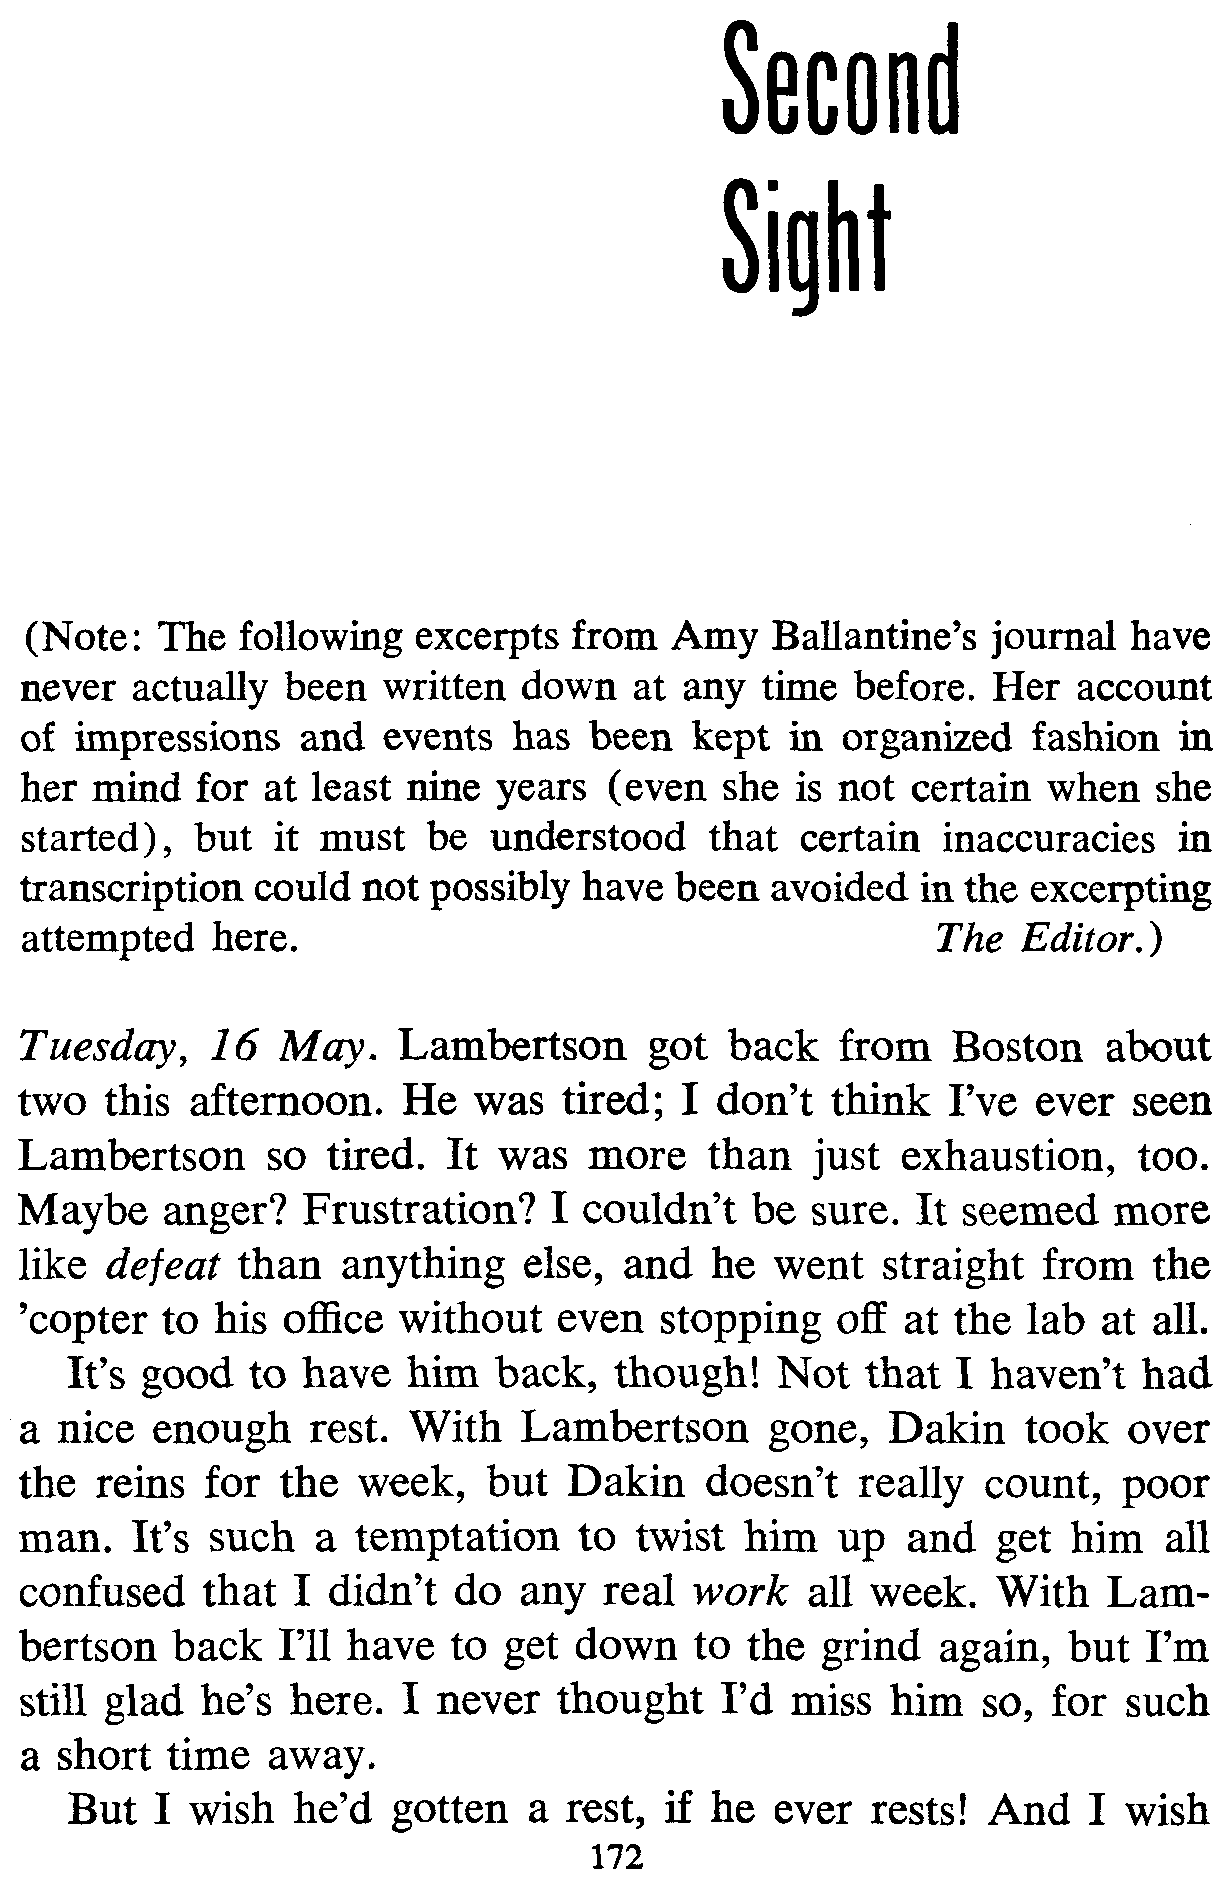 Second
Sight
(Note: The following excerpts from Amy Ballantine's journal have
never actually been written down at any time before. Her account
of impressions and events has been kept in organized fashion in
her mind for at least nine years (even she is not certain when she
started), but it must be understood that certain inaccuracies in
transcription could not possibly have been avoided in the excerpting
attempted here. The Editor.)
Tuesday, 16 May. Lambertson got back from Boston about
two this afternoon. He was tired; I don't think I've ever seen
Lambertson so tired. It was more than just exhaustion, too.
Maybe anger? Frustration? I couldn't be sure. It seemed more
like defeat than anything else, and he went straight from the
'copter to his office without even stopping off at the lab at all.
It's good to have him back, though! Not that I haven't had
a nice enough rest. With Lambertson gone, Dakin took over
the reins for the week, but Dakin doesn't really count, poor
man. It's such a temptation to twist him up and get him all
confused that I didn't do any real work all week. With Lam-
bertson back I'll have to get down to the grind again, but I'm
still glad he's here. I never thought I'd miss him so, for such
a short time away.
But I wish he'd gotten a rest, if he ever rests! And I wish
172